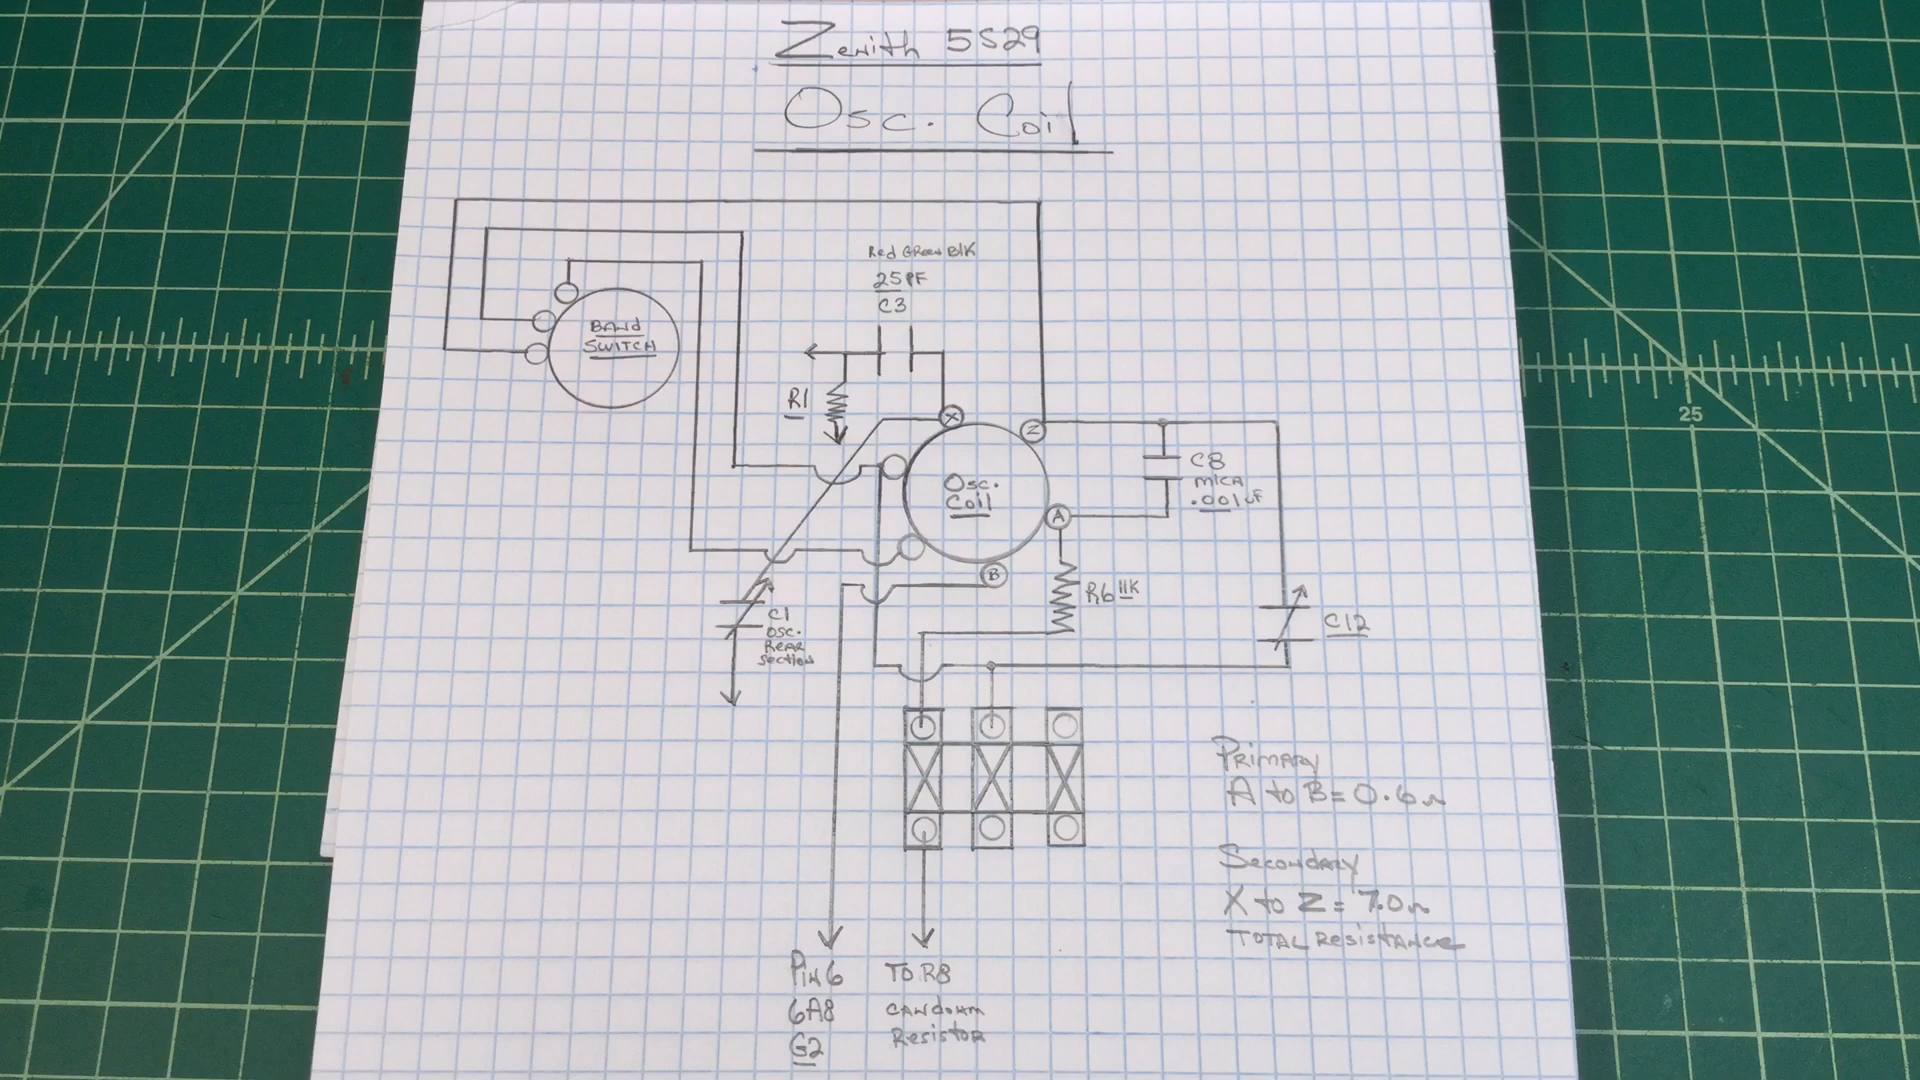 Zenith 5S29
Osc. Coil
Red Green Blk
25PF
C3
BAND
SWITCH
R1
X
Z
C8
MICA
.001uF
Osc.
Coil
A
B
R6 11K
C1
OSC.
REAR
Section
C12
Primary
A to B = 0.6Ω
Secondary
X to Z = 7.0Ω
TOTAL Resistance
Pin 6
6A8
G2
TO R8
CANDOHM
Resistor
25